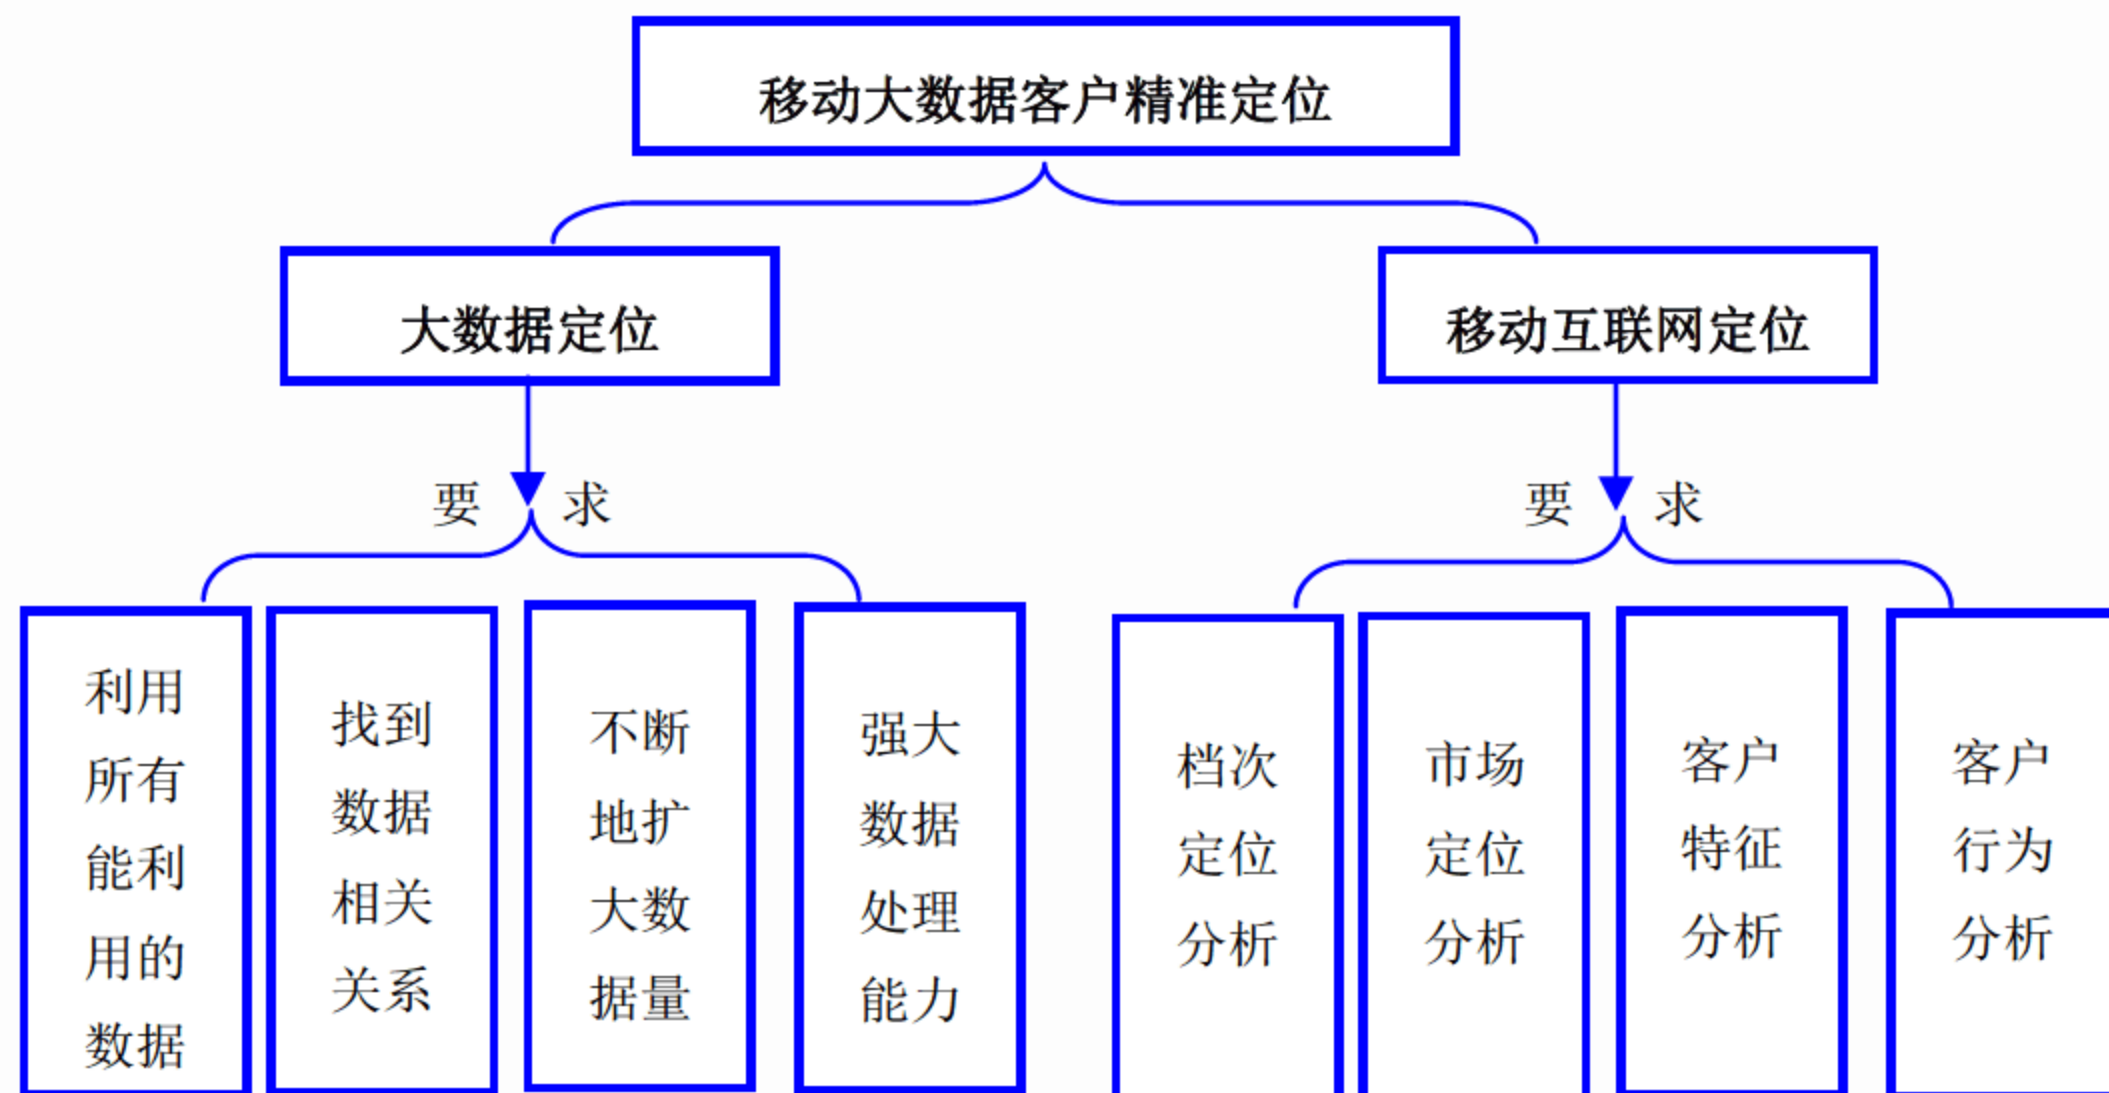 移动大数据客户精准定位
大数据定位
移动互联网定位
要 求
要 求
利用
所有
能利
用的
数据
找到
数据
相关
关系
不断
地扩
大数
据量
强大
数据
处理
能力
档次
定位
分析
市场
定位
分析
客户
特征
分析
客户
行为
分析